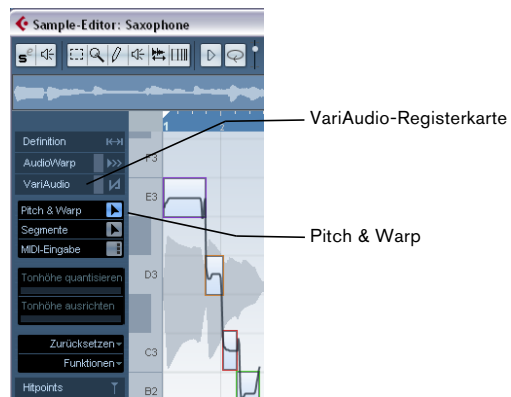 Sample-Editor: Saxophone
1
2
VariAudio-Registerkarte
Definition
AudioWarp
F3
VariAudio
E3
Pitch & Warp
Segmente
Pitch & Warp
MIDI-Eingabe
Tonhöhe quantisieren
D3
Tonhöhe ausrichten
Zurücksetzen
C3
Funktionen
Hitpoints
B2